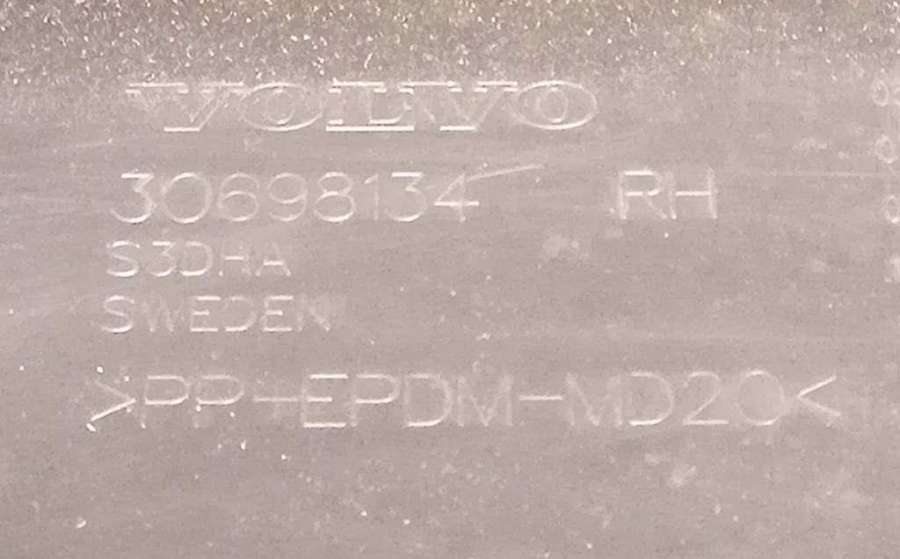 VOLVO
30698134 RH
S3DHA
SWEDEN
>PP+EPDM-MD20<